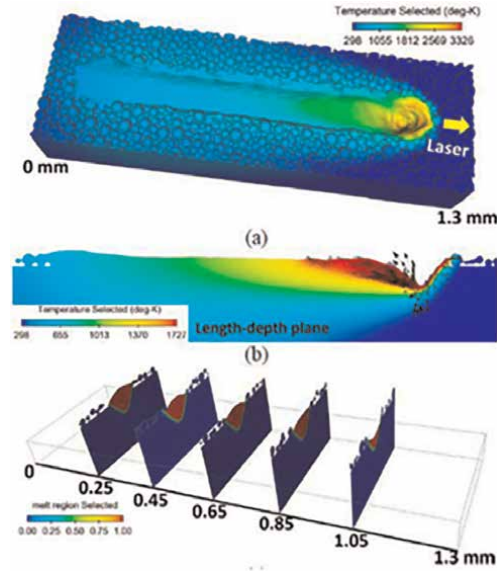 Temperature Selected (deg-K)
298 1055 1812 2569 3326
Laser
0 mm
1.3 mm
(a)
Temperature Selected (deg-K)
298 655 1013 1370 1727
Length-depth plane
(b)
0
0.25
0.45
0.65
0.85
1.05
1.3 mm
melt region Selected
0.00 0.25 0.50 0.75 1.00